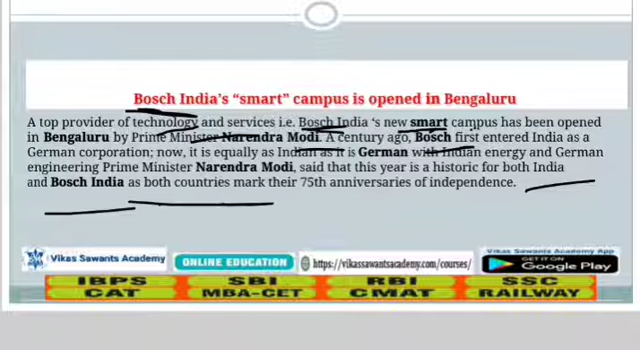 Bosch India's "smart" campus is opened in Bengaluru
A top provider of technology and services i.e. Bosch India 's new smart campus has been opened
in Bengaluru by Prime Minister Narendra Modi. A century ago, Bosch first entered India as a
German corporation; now, it is equally as Indian as it is German with Indian energy and German
engineering Prime Minister Narendra Modi, said that this year is a historic for both India
and Bosch India as both countries mark their 75th anniversaries of independence.
Vikas Sawants Academy
ONLINE EDUCATION
https://vikassawantsacademy.com/courses/
Vikas Sawants Academy App
GET IT ON
Google Play
IBPS SBI RBI SSC
CAT MBA-CET CMAT RAILWAY